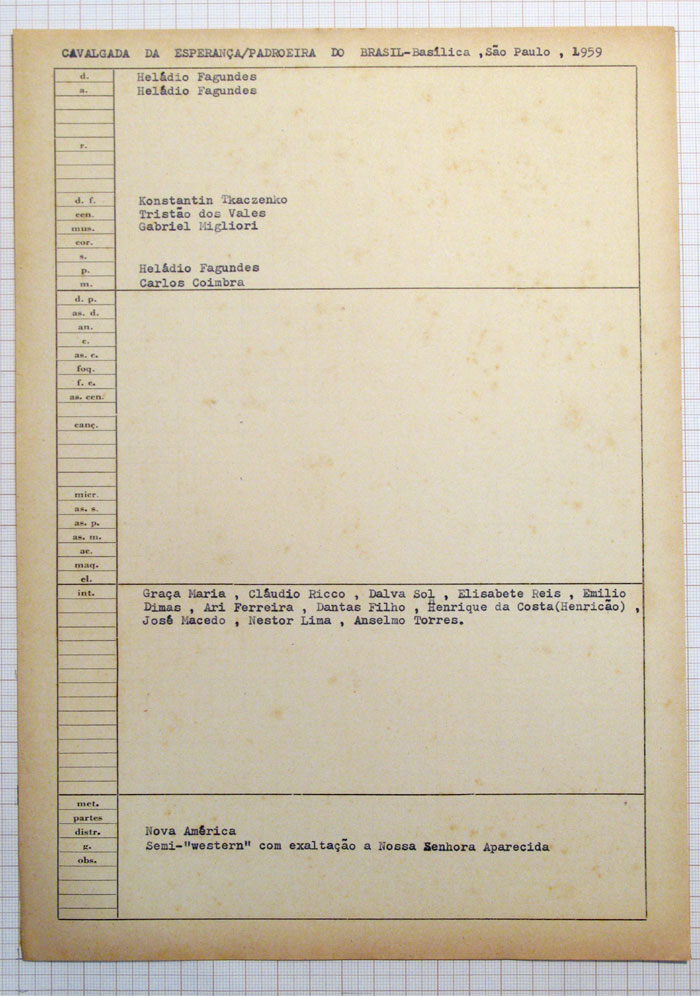 CAVALGADA DA ESPERANÇA/PADROEIRA DO BRASIL-Basílica ,São Paulo , 1959
d. Heládio Fagundes
a. Heládio Fagundes
r.
d. f. Konstantin Tkaczenko
cen. Tristão dos Vales
mus. Gabriel Migliori
cor.
s.
p. Heládio Fagundes
m. Carlos Coimbra
d. p.
as. d.
an.
c.
as. c.
foq.
f. c.
as. cen.
canç.
micr.
as. s.
as. p.
as. m.
ae.
maq.
el.
int. Graça Maria , Cláudio Ricco , Dalva Sol , Elisabete Reis , Emílio
Dimas , Ari Ferreira , Dantas Filho , Henrique da Costa(Henricão) ,
José Macedo , Nestor Lima , Anselmo Torres.
met.
partes
distr. Nova América
g. Semi-"western" com exaltação a Nossa Senhora Aparecida
obs.